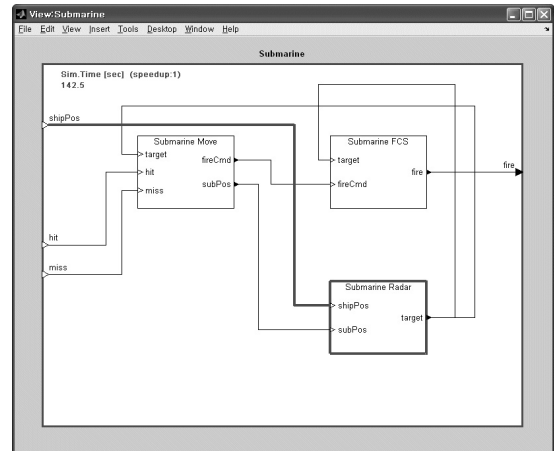 View:Submarine
File Edit View Insert Tools Desktop Window Help
Submarine
Sim.Time [sec] (speedup:1)
142.5
shipPos
Submarine Move
target
fireCmd
hit
subPos
miss
Submarine FCS
target
fire
fireCmd
fire
hit
miss
Submarine Radar
shipPos
target
subPos